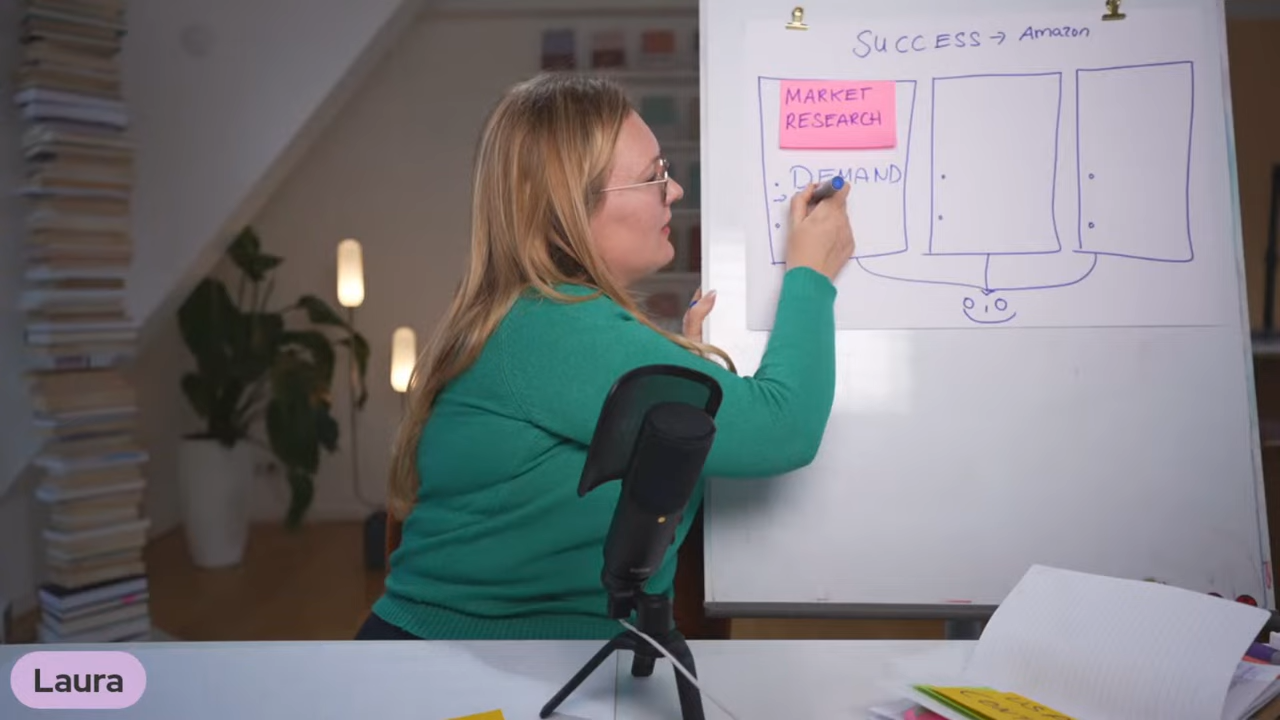 SUCCESS → Amazon
MARKET
RESEARCH
DEMAND
Laura